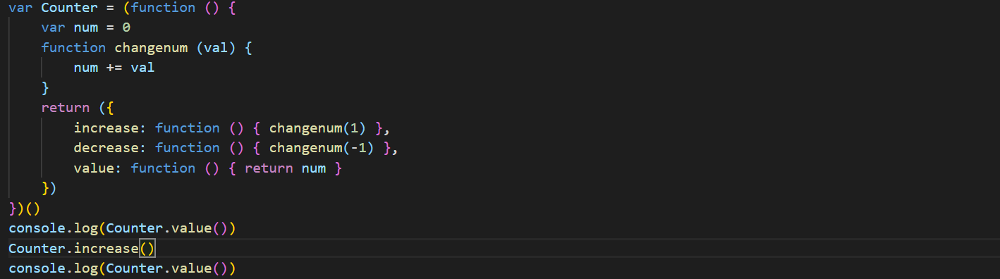 var Counter = (function () {
    var num = 0
    function changenum (val) {
        num += val
    }
    return ({
        increase: function () { changenum(1) },
        decrease: function () { changenum(-1) },
        value: function () { return num }
    })
})()
console.log(Counter.value())
Counter.increase()
console.log(Counter.value())